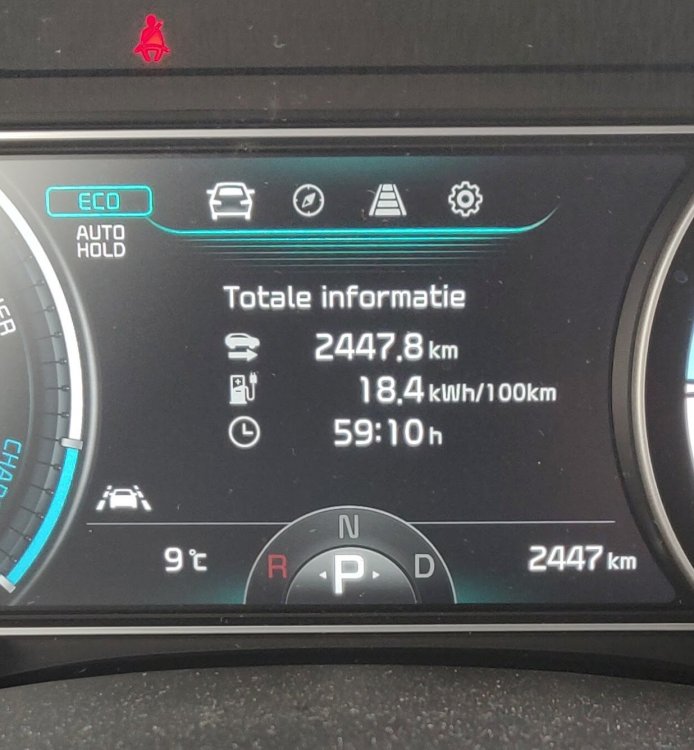 ECO
AUTO
HOLD
Totale informatie
2447.8 km
18.4 kWh/100km
59:10 h
N
9 °C
R
P
D
2447 km